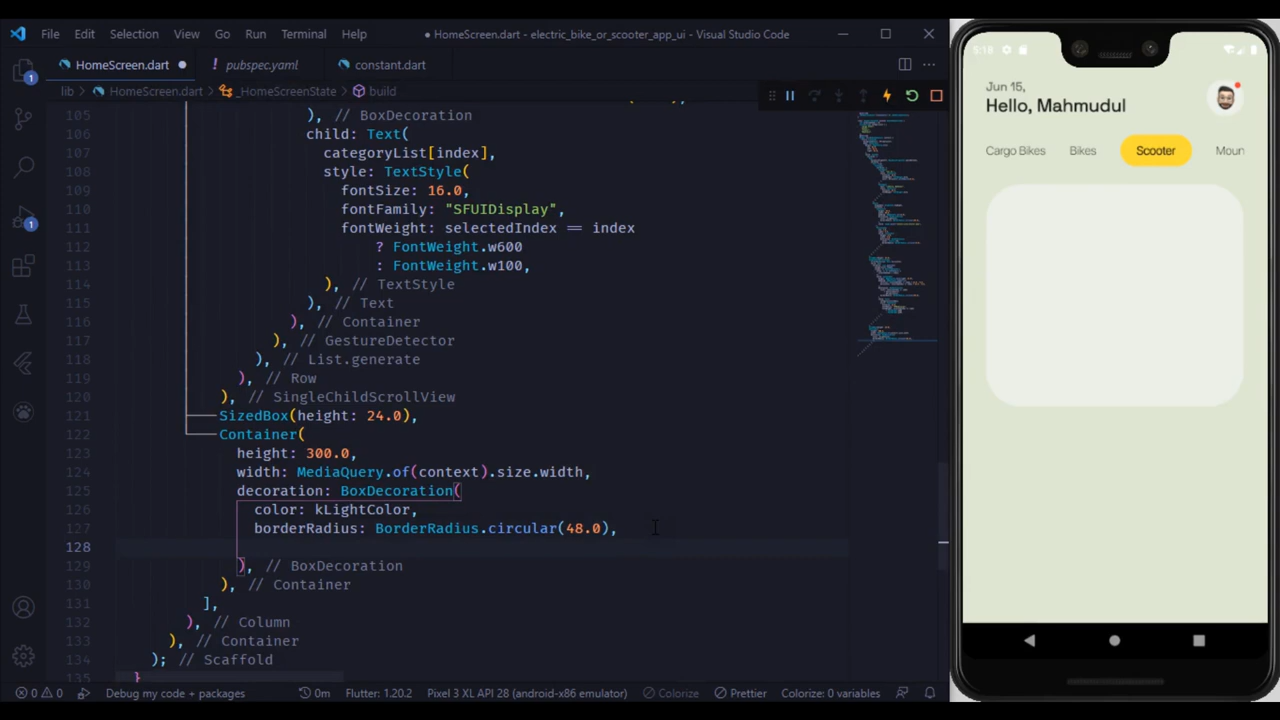 File Edit Selection View Go Run Terminal Help ● HomeScreen.dart - electric_bike_or_scooter_app_ui - Visual Studio Code
HomeScreen.dart ● pubspec.yaml constant.dart
lib > HomeScreen.dart > _HomeScreenState > build
105 ), // BoxDecoration
106 child: Text(
107 categoryList[index],
108 style: TextStyle(
109 fontSize: 16.0,
110 fontFamily: "SFUIDisplay",
111 fontWeight: selectedIndex == index
112 ? FontWeight.w600
113 : FontWeight.w100,
114 ), // TextStyle
115 ), // Text
116 ), // Container
117 ), // GestureDetector
118 ), // List.generate
119 ), // Row
120 ), // SingleChildScrollView
121 SizedBox(height: 24.0),
122 Container(
123 height: 300.0,
124 width: MediaQuery.of(context).size.width,
125 decoration: BoxDecoration(
126 color: kLightColor,
127 borderRadius: BorderRadius.circular(48.0),
128
129 ), // BoxDecoration
130 ), // Container
131 ],
132 ), // Column
133 ), // Container
134 ); // Scaffold
135 }
0 0 Debug my code + packages 0m Flutter: 1.20.2 Pixel 3 XL API 28 (android-x86 emulator) Colorize Prettier Colorize: 0 variables
1
1
Jun 15,
Hello, Mahmudul
Cargo Bikes Bikes Scooter Moun